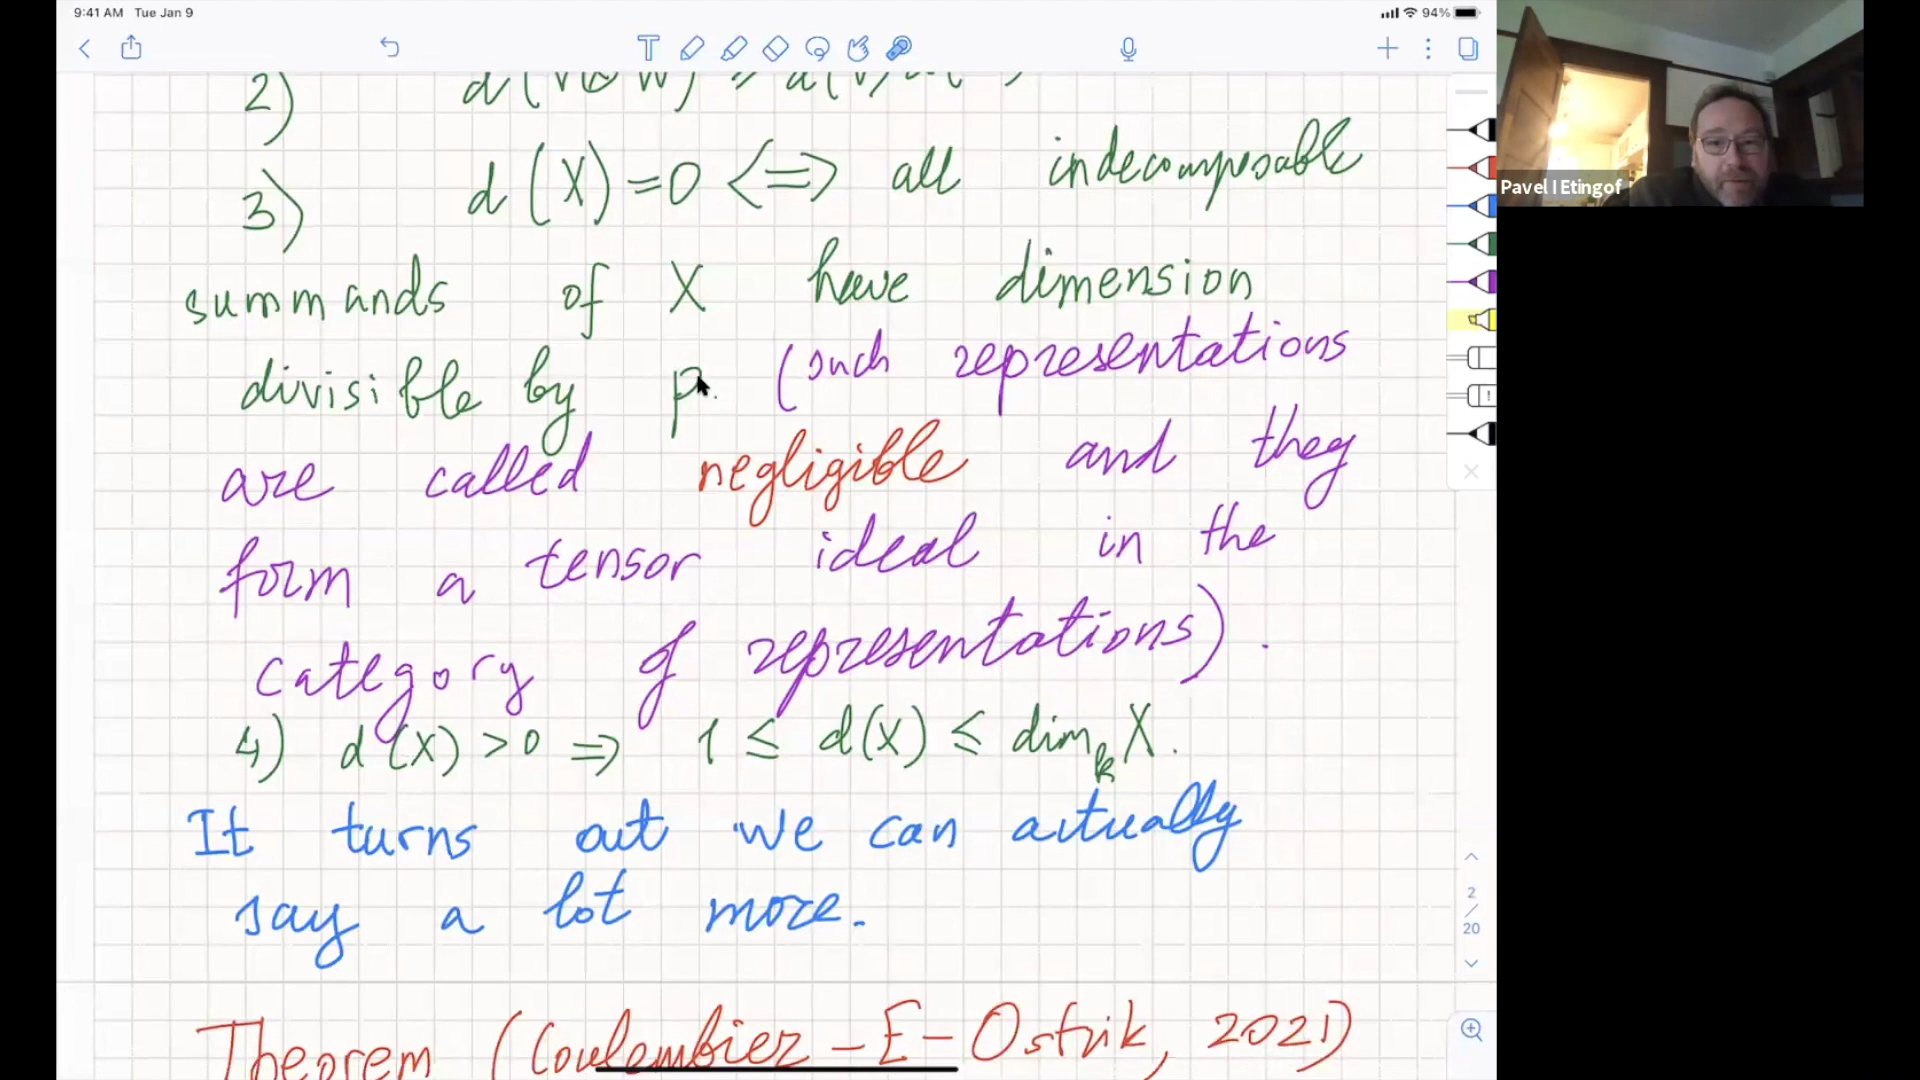 9:41 AM Tue Jan 9
94%
2)
3) d(X)=0 <=> all indecomposable
summands of X have dimension
divisible by p. (such representations
are called negligible and they
form a tensor ideal in the
category of representations).
4) d(X) > 0 => 1 ≤ d(X) ≤ dim_k X.
It turns out we can actually
say a lot more.
Theorem (Coulembier - E - Ostrik, 2021)
2
/
20
Pavel I Etingof